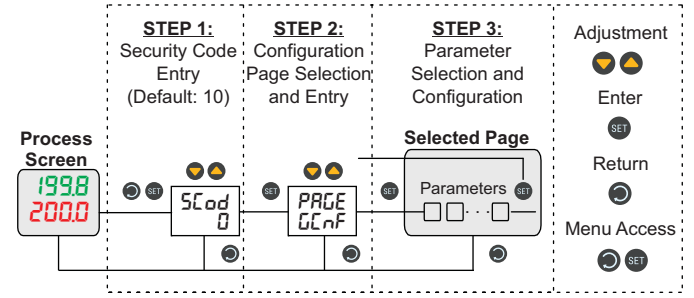 STEP 1:
Security Code
Entry
(Default: 10)
STEP 2:
Configuration
Page Selection
and Entry
STEP 3:
Parameter
Selection and
Configuration
Adjustment
Enter
SET
Return
Menu Access
SET
Process
Screen
199.8
200.0
SET
SCod
0
SET
PAGE
GCnF
SET
Selected Page
Parameters
SET